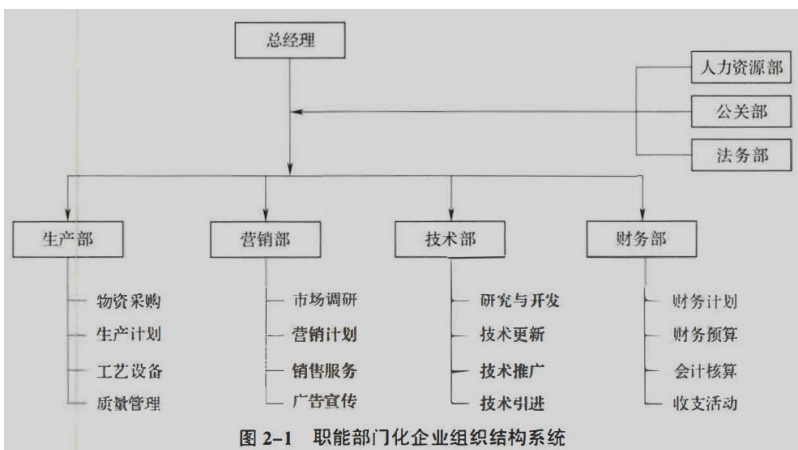 总经理
人力资源部
公关部
法务部
生产部
营销部
技术部
财务部
物资采购
市场调研
研究与开发
财务计划
生产计划
营销计划
技术更新
财务预算
工艺设备
销售服务
技术推广
会计核算
质量管理
广告宣传
技术引进
收支活动
图 2-1 职能部门化企业组织结构系统